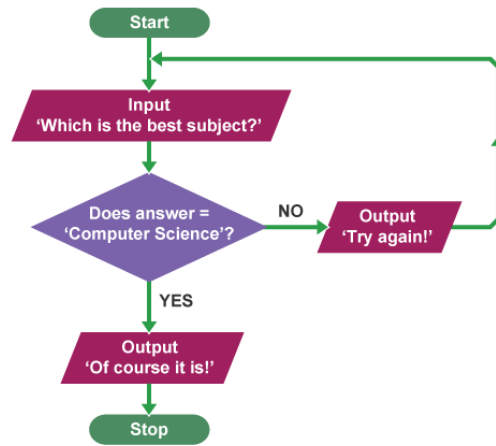 Start
Input
‘Which is the best subject?’
Does answer =
‘Computer Science’?
NO
Output
‘Try again!’
YES
Output
‘Of course it is!’
Stop